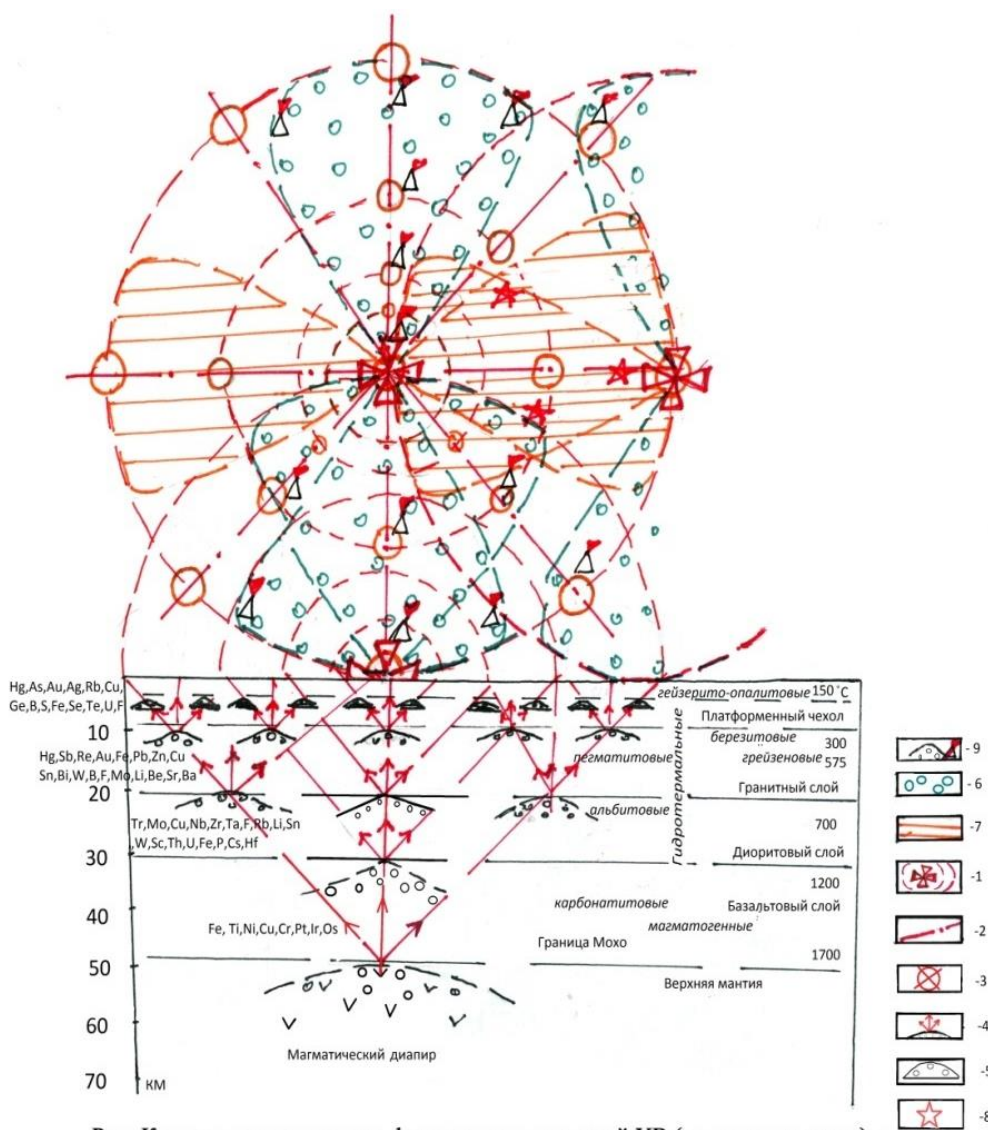 Hg,As,Au,Ag,Rb,Cu,
Ge,B,S,Fe,Se,Te,U,F
гейзерито-опалитовые 150°C
Платформенный чехол
10
березитовые 300
Hg,Sb,Re,Au,Fe,Pb,Zn,Cu
пегматитовые грейзеновые 575
Sn,Bi,W,B,F,Mo,Li,Be,Sr,Ba
20
Гранитный слой
альбитовые
Гидротермальные
Tr,Mo,Cu,Nb,Zr,Ta,F,Rb,Li,Sn
700
,W,Sc,Th,U,Fe,P,Cs,Hf
30
Диоритовый слой
1200
40
карбонатитовые Базальтовый слой
Fe, Ti,Ni,Cu,Cr,Pt,Ir,Os
магматогенные
Граница Мохо 1700
50
Верхняя мантия
60
Магматический диапир
70 км
-9
-6
-7
-1
-2
-3
-4
-5
-8